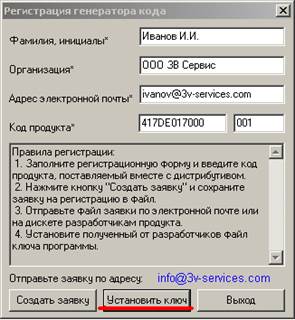 Регистрация генератора кода
Фамилия, инициалы* Иванов И.И.
Организация* ООО 3В Сервис
Адрес электронной почты* ivanov@3v-services.com
Код продукта* 417DE017000 001
Правила регистрации:
1. Заполните регистрационную форму и введите код
продукта, поставляемый вместе с дистрибутивом.
2. Нажмите кнопку "Создать заявку" и сохраните
заявку на регистрацию в файл.
3. Отправьте файл заявки по электронной почте или
на дискете разработчикам продукта.
4. Установите полученный от разработчиков файл
ключа программы.
Отправьте заявку по адресу: info@3v-services.com
Создать заявку Установить ключ Выход